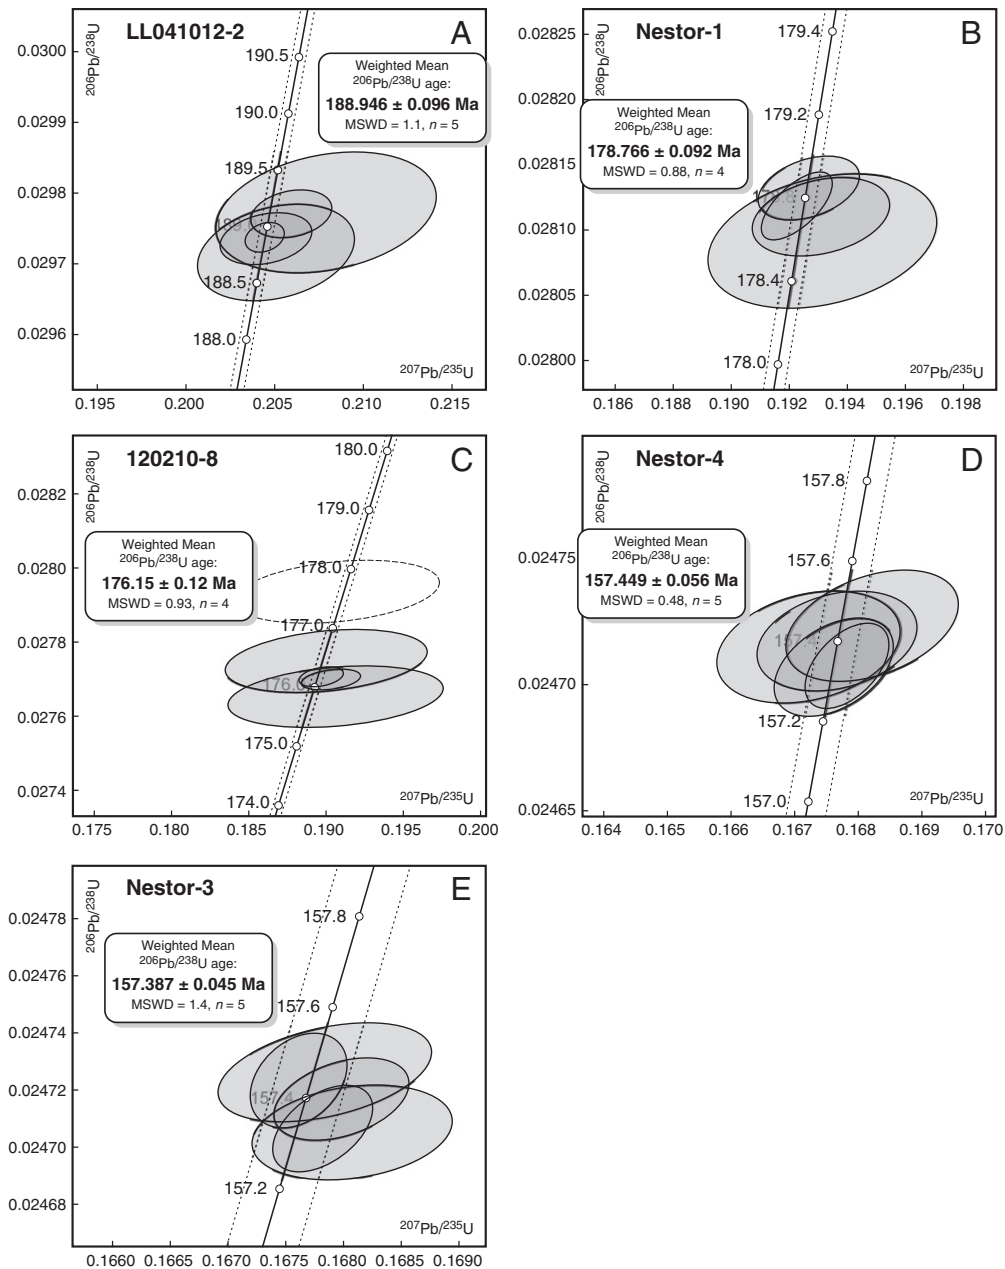 LL041012-2
A
206Pb/238U
Weighted Mean
206Pb/238U age:
188.946 ± 0.096 Ma
MSWD = 1.1, n = 5
190.5
190.0
189.5
189.0
188.5
188.0
0.0300
0.0299
0.0298
0.0297
0.0296
207Pb/235U
0.195 0.200 0.205 0.210 0.215
Nestor-1
B
206Pb/238U
Weighted Mean
206Pb/238U age:
178.766 ± 0.092 Ma
MSWD = 0.88, n = 4
179.4
179.2
178.8
178.4
178.0
0.02825
0.02820
0.02815
0.02810
0.02805
0.02800
207Pb/235U
0.186 0.188 0.190 0.192 0.194 0.196 0.198
120210-8
C
206Pb/238U
Weighted Mean
206Pb/238U age:
176.15 ± 0.12 Ma
MSWD = 0.93, n = 4
180.0
179.0
178.0
177.0
176.0
175.0
174.0
0.0282
0.0280
0.0278
0.0276
0.0274
207Pb/235U
0.175 0.180 0.185 0.190 0.195 0.200
Nestor-4
D
206Pb/238U
Weighted Mean
206Pb/238U age:
157.449 ± 0.056 Ma
MSWD = 0.48, n = 5
157.8
157.6
157.4
157.2
157.0
0.02475
0.02470
0.02465
207Pb/235U
0.164 0.165 0.166 0.167 0.168 0.169 0.170
Nestor-3
E
206Pb/238U
Weighted Mean
206Pb/238U age:
157.387 ± 0.045 Ma
MSWD = 1.4, n = 5
157.8
157.6
157.4
157.2
0.02478
0.02476
0.02474
0.02472
0.02470
0.02468
207Pb/235U
0.1660 0.1665 0.1670 0.1675 0.1680 0.1685 0.1690